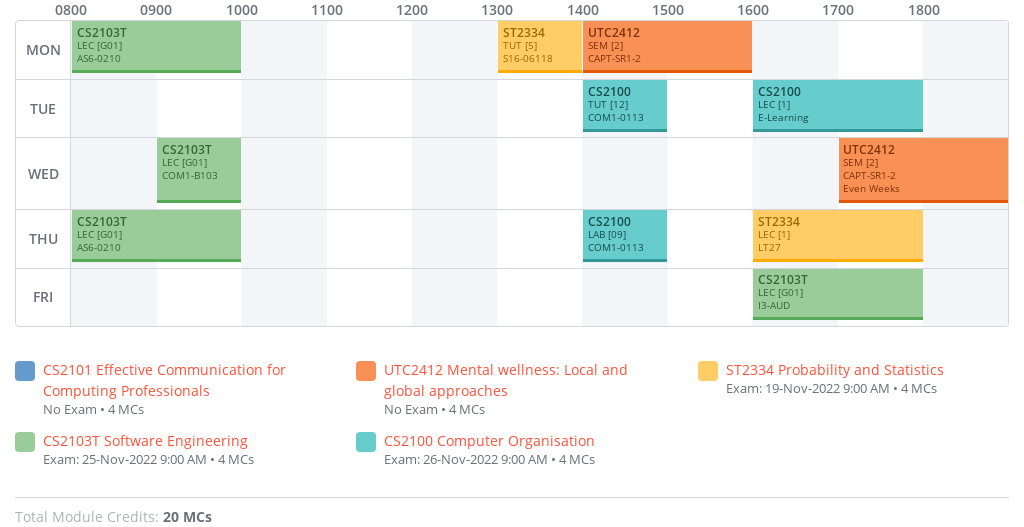 0800 0900 1000 1100 1200 1300 1400 1500 1600 1700 1800
MON
CS2103T
LEC [G01]
AS6-0210
ST2334
TUT [5]
S16-06118
UTC2412
SEM [2]
CAPT-SR1-2
TUE
CS2100
TUT [12]
COM1-0113
CS2100
LEC [1]
E-Learning
WED
CS2103T
LEC [G01]
COM1-B103
UTC2412
SEM [2]
CAPT-SR1-2
Even Weeks
THU
CS2103T
LEC [G01]
AS6-0210
CS2100
LAB [09]
COM1-0113
ST2334
LEC [1]
LT27
FRI
CS2103T
LEC [G01]
I3-AUD
CS2101 Effective Communication for
Computing Professionals
No Exam • 4 MCs
UTC2412 Mental wellness: Local and
global approaches
No Exam • 4 MCs
ST2334 Probability and Statistics
Exam: 19-Nov-2022 9:00 AM • 4 MCs
CS2103T Software Engineering
Exam: 25-Nov-2022 9:00 AM • 4 MCs
CS2100 Computer Organisation
Exam: 26-Nov-2022 9:00 AM • 4 MCs
Total Module Credits: 20 MCs